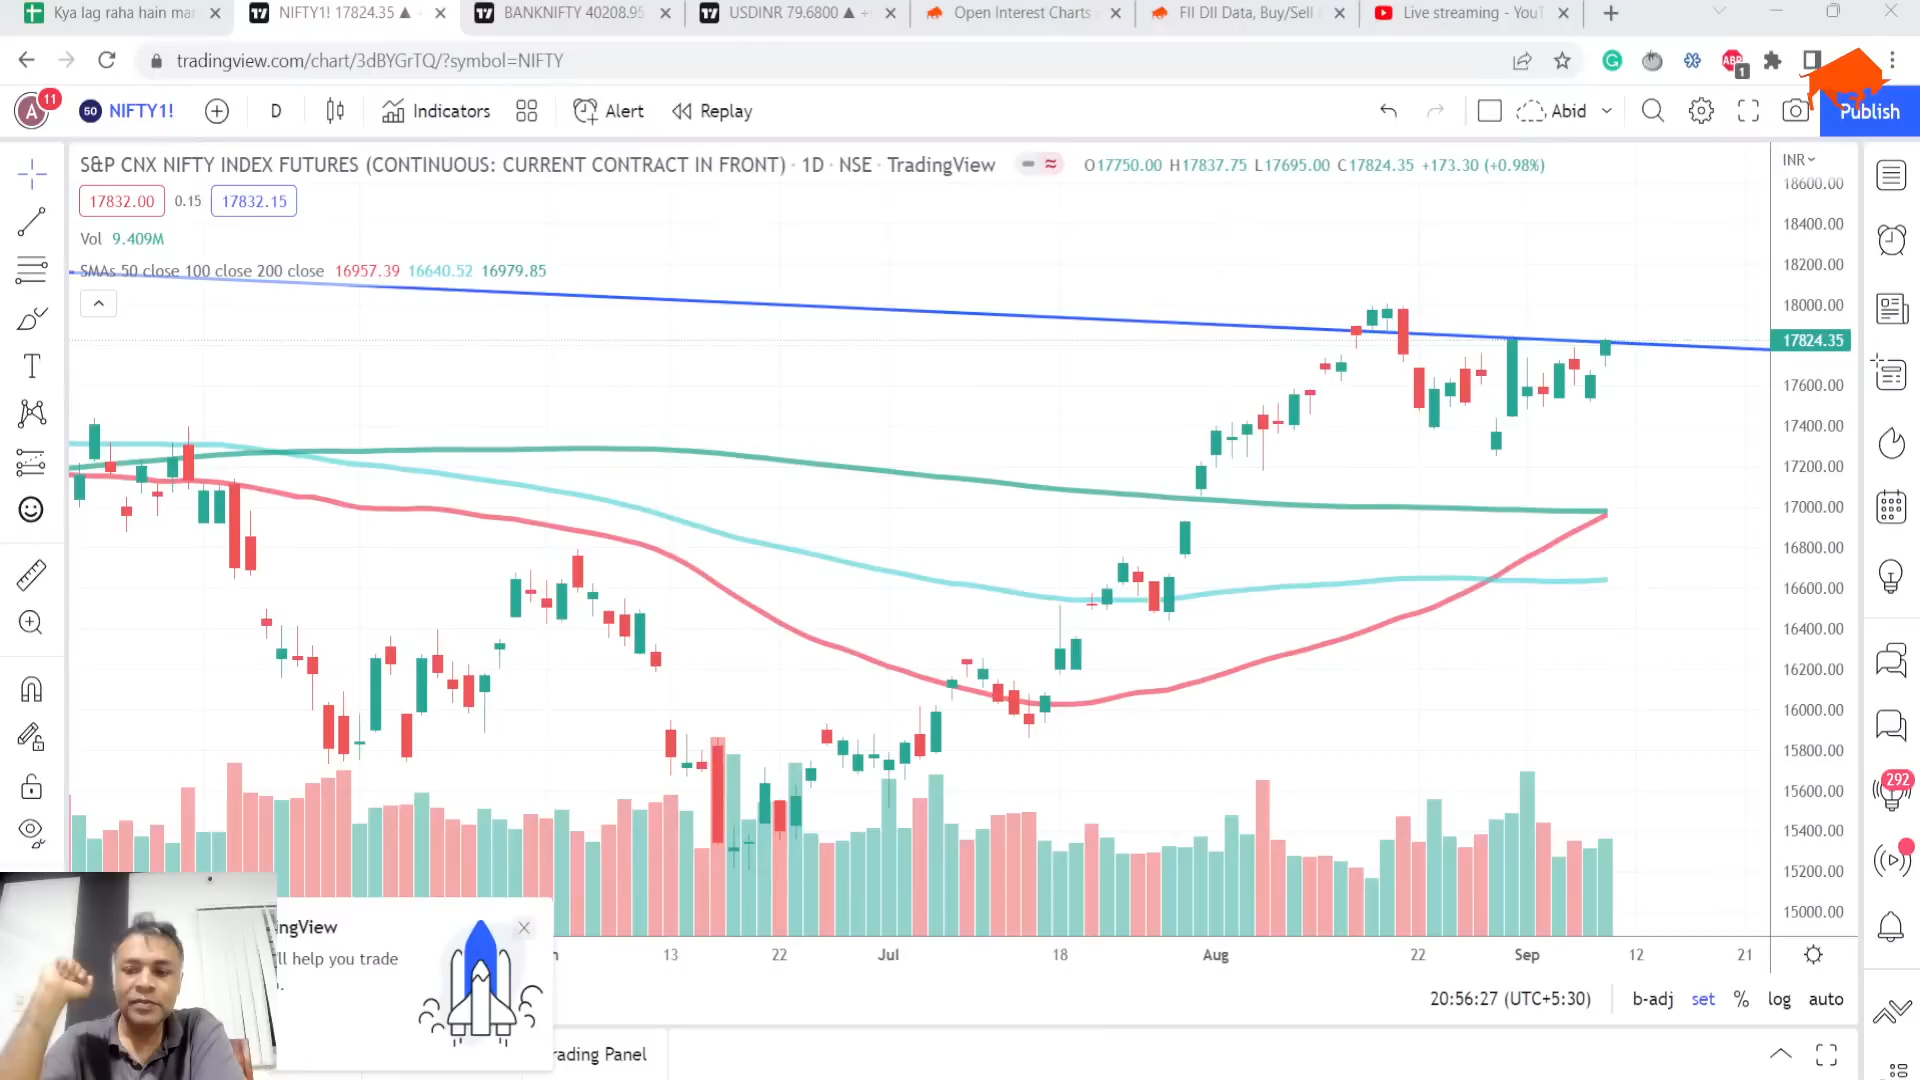 Kya lag raha hain mar
NIFTY1! 17824.35 ▲
BANKNIFTY 40208.95
USDINR 79.6800 ▲
Open Interest Charts
FII DII Data, Buy/Sell
Live streaming - YouT
tradingview.com/chart/3dBYGrTQ/?symbol=NIFTY
ABP
1
A
11
50
NIFTY1!
D
Indicators
Alert
Replay
Abid
Publish
S&P CNX NIFTY INDEX FUTURES (CONTINUOUS: CURRENT CONTRACT IN FRONT) · 1D · NSE · TradingView
O17750.00 H17837.75 L17695.00 C17824.35 +173.30 (+0.98%)
INR
17832.00 0.15 17832.15
Vol 9.409M
SMAs 50 close 100 close 200 close 16957.39 16640.52 16979.85
18600.00
18400.00
18200.00
18000.00
17824.35
17600.00
17400.00
17200.00
17000.00
16800.00
16600.00
16400.00
16200.00
16000.00
15800.00
15600.00
15400.00
15200.00
15000.00
292
13 22 Jul 18 Aug 22 Sep 12 21
20:56:27 (UTC+5:30) b-adj set % log auto
ngView
ll help you trade
ading Panel